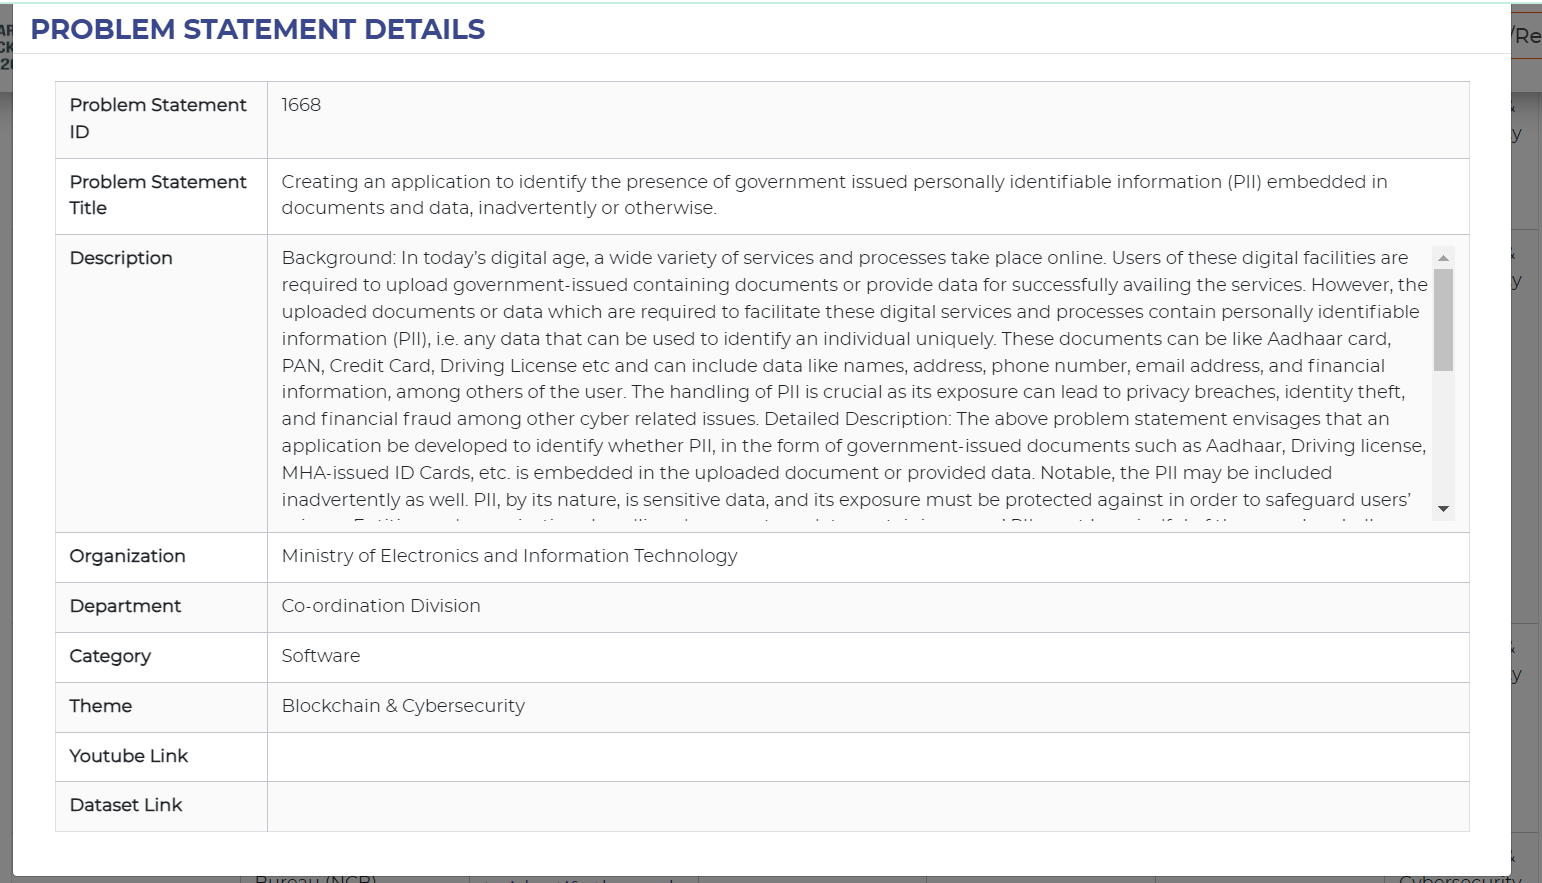 PROBLEM STATEMENT DETAILS
/Re
Problem Statement ID
1668
Problem Statement Title
Creating an application to identify the presence of government issued personally identifiable information (PII) embedded in
documents and data, inadvertently or otherwise.
Description
Background: In today’s digital age, a wide variety of services and processes take place online. Users of these digital facilities are
required to upload government-issued containing documents or provide data for successfully availing the services. However, the
uploaded documents or data which are required to facilitate these digital services and processes contain personally identifiable
information (PII), i.e. any data that can be used to identify an individual uniquely. These documents can be like Aadhaar card,
PAN, Credit Card, Driving License etc and can include data like names, address, phone number, email address, and financial
information, among others of the user. The handling of PII is crucial as its exposure can lead to privacy breaches, identity theft,
and financial fraud among other cyber related issues. Detailed Description: The above problem statement envisages that an
application be developed to identify whether PII, in the form of government-issued documents such as Aadhaar, Driving license,
MHA-issued ID Cards, etc. is embedded in the uploaded document or provided data. Notable, the PII may be included
inadvertently as well. PII, by its nature, is sensitive data, and its exposure must be protected against in order to safeguard users’
Organization
Ministry of Electronics and Information Technology
Department
Co-ordination Division
Category
Software
Theme
Blockchain & Cybersecurity
Youtube Link
Dataset Link
Bureau (NCB)
Cybersecurity